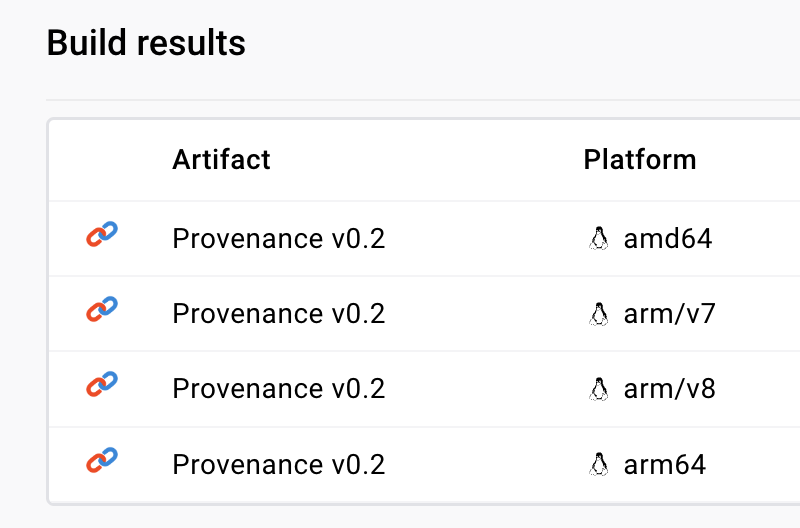 Build results
Artifact Platform
Provenance v0.2 amd64
Provenance v0.2 arm/v7
Provenance v0.2 arm/v8
Provenance v0.2 arm64